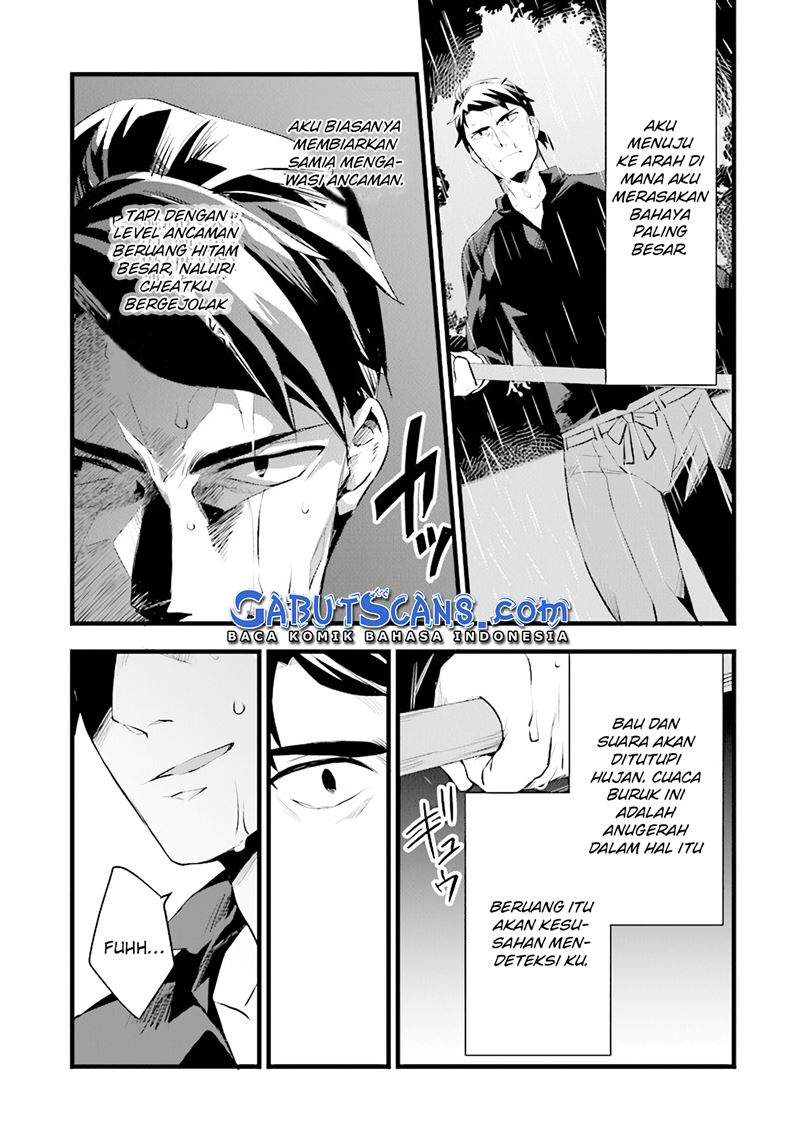 AKU
MENUJU
KE ARAH DI
MANA AKU
MERASAKAN
BAHAYA
PALING
BESAR.
AKU BIASANYA
MEMBIARKAN
SAMIA MENGA-
WASI ANCAMAN.
TAPI DENGAN
LEVEL ANCAMAN
BERUANG HITAM
BESAR, NALURI
CHEATKU
BERGEJOLAK
カッ
GABUTSCANS.COM
BACA KOMIK BAHASA INDONESIA
BAU DAN
SUARA AKAN
DITUTUPI
HUJAN. CUACA
BURUK INI
ADALAH
ANUGERAH
DALAM HAL ITU
ギュウ
BERUANG ITU
AKAN KESU-
SAHAN MEN-
DETEKSI KU.
FUHH...